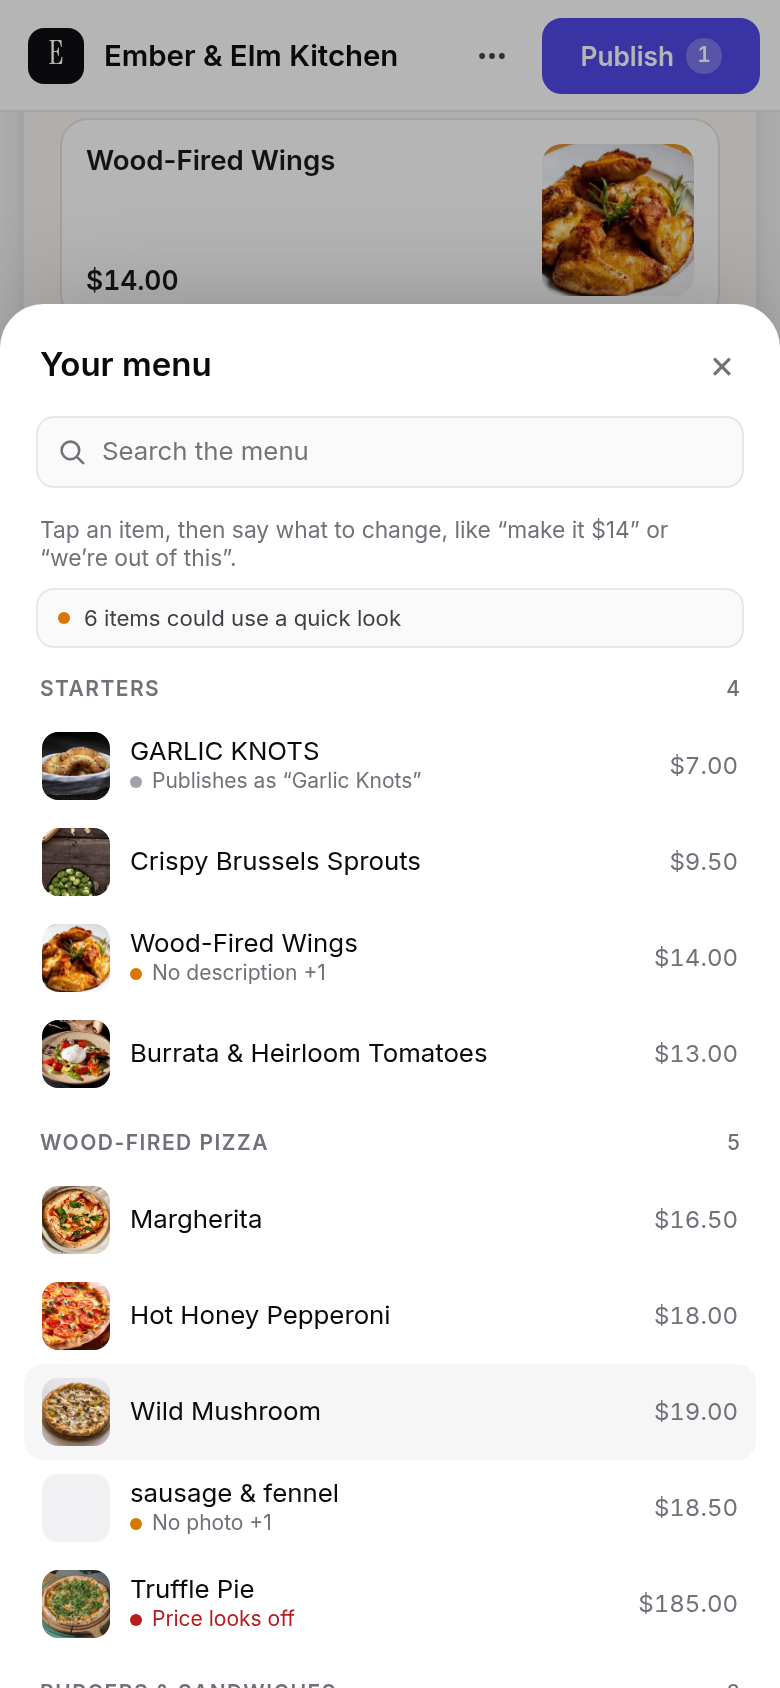 E
Ember & Elm Kitchen
Publish 1
Wood-Fired Wings
$14.00
Your menu
Search the menu
Tap an item, then say what to change, like “make it $14” or
“we’re out of this”.
6 items could use a quick look
STARTERS 4
GARLIC KNOTS
Publishes as “Garlic Knots”
$7.00
Crispy Brussels Sprouts $9.50
Wood-Fired Wings
No description +1
$14.00
Burrata & Heirloom Tomatoes $13.00
WOOD-FIRED PIZZA 5
Margherita $16.50
Hot Honey Pepperoni $18.00
Wild Mushroom $19.00
sausage & fennel
No photo +1
$18.50
Truffle Pie
Price looks off
$185.00
BURGERS & SANDWICHES